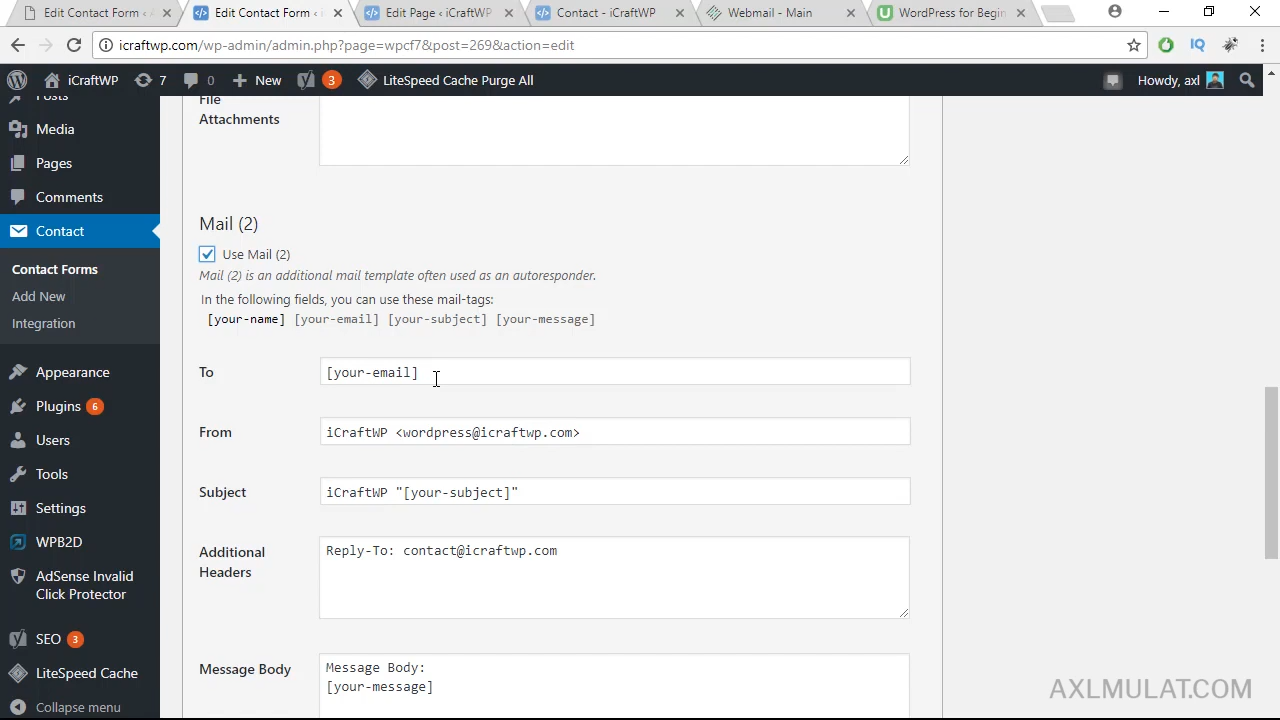 Edit Contact Form ‹
Edit Contact Form ‹
Edit Page ‹ iCraftWP
Contact - iCraftWP
Webmail - Main
WordPress for Begin
icraftwp.com/wp-admin/admin.php?page=wpcf7&post=269&action=edit
iCraftWP
7
0
New
3
LiteSpeed Cache Purge All
Howdy, axl
Posts
Media
Pages
Comments
Contact
Contact Forms
Add New
Integration
Appearance
Plugins 6
Users
Tools
Settings
WPB2D
AdSense Invalid
Click Protector
SEO 3
LiteSpeed Cache
Collapse menu
File
Attachments
Mail (2)
Use Mail (2)
Mail (2) is an additional mail template often used as an autoresponder.
In the following fields, you can use these mail-tags:
[your-name] [your-email] [your-subject] [your-message]
To
[your-email]
From
iCraftWP <wordpress@icraftwp.com>
Subject
iCraftWP "[your-subject]"
Additional
Headers
Reply-To: contact@icraftwp.com
Message Body
Message Body:
[your-message]
AXLMULAT.COM